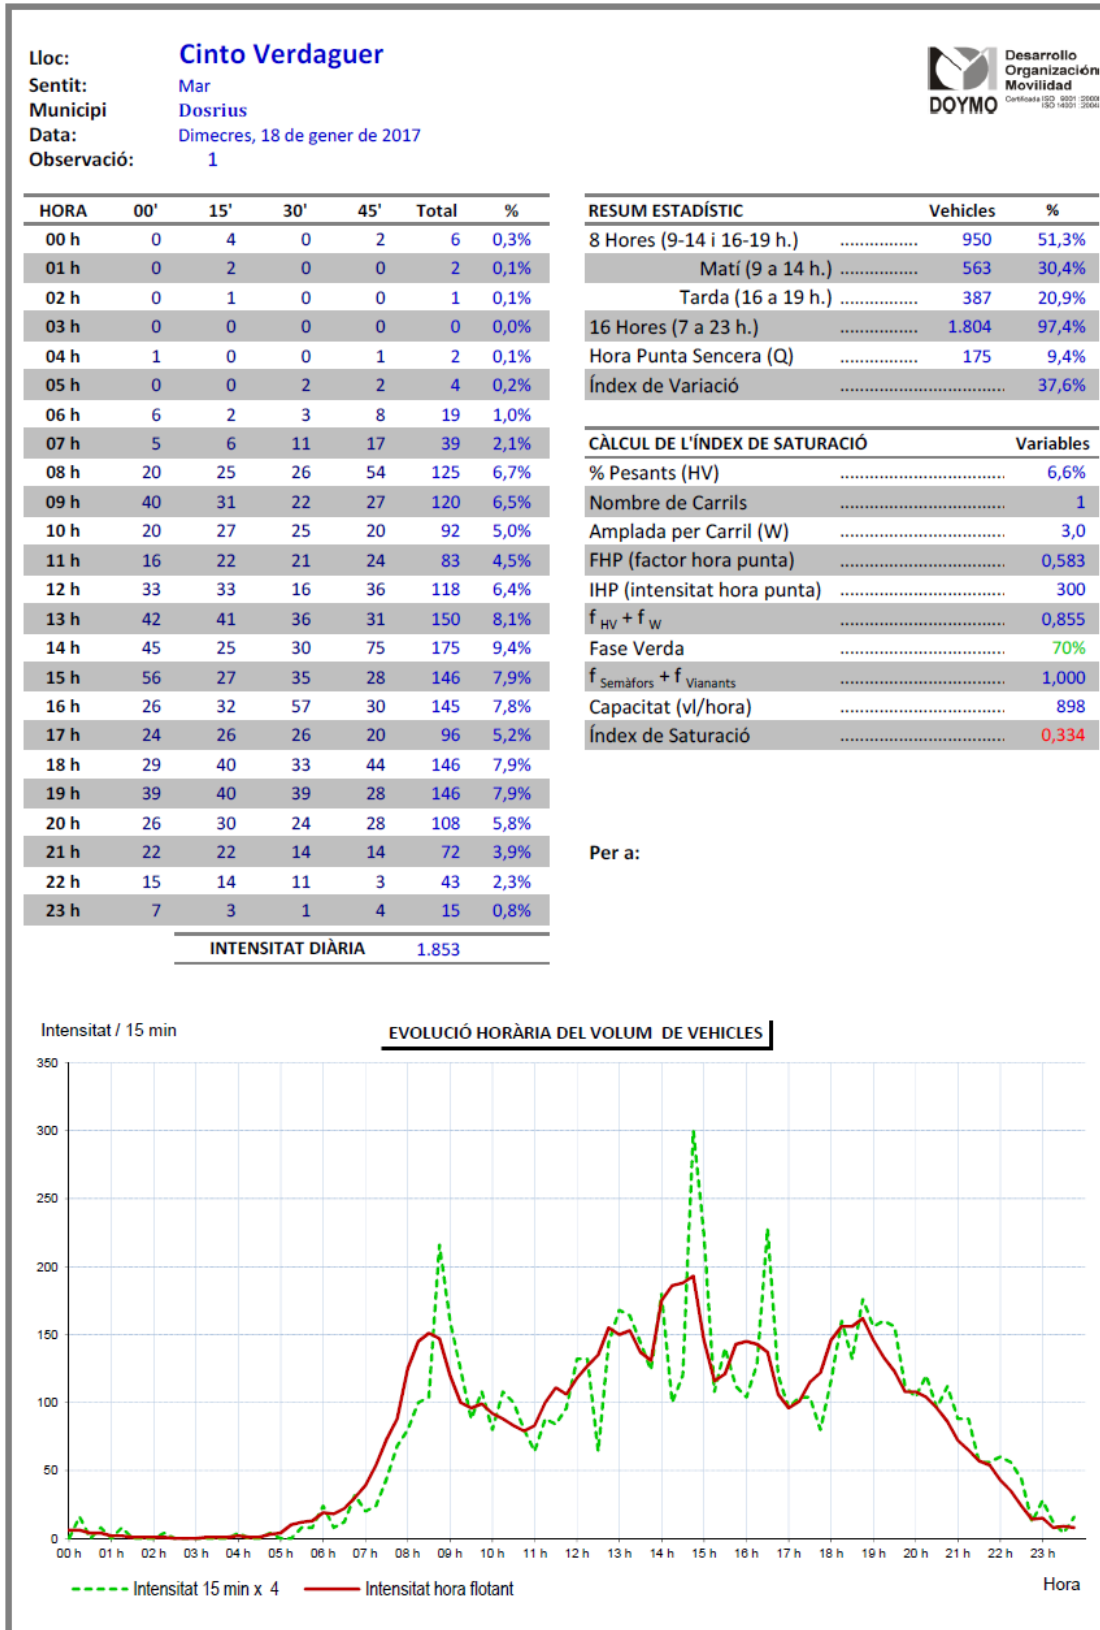 Lloc: Cinto Verdaguer
Sentit: Mar
Municipi Dosrius
Data: Dimecres, 18 de gener de 2017
Observació: 1
DOYMO
Desarrollo
Organización
Movilidad
HORA 00' 15' 30' 45' Total %
00 h 0 4 0 2 6 0,3%
01 h 0 2 0 0 2 0,1%
02 h 0 1 0 0 1 0,1%
03 h 0 0 0 0 0 0,0%
04 h 1 0 0 1 2 0,1%
05 h 0 0 2 2 4 0,2%
06 h 6 2 3 8 19 1,0%
07 h 5 6 11 17 39 2,1%
08 h 20 25 26 54 125 6,7%
09 h 40 31 22 27 120 6,5%
10 h 20 27 25 20 92 5,0%
11 h 16 22 21 24 83 4,5%
12 h 33 33 16 36 118 6,4%
13 h 42 41 36 31 150 8,1%
14 h 45 25 30 75 175 9,4%
15 h 56 27 35 28 146 7,9%
16 h 26 32 57 30 145 7,8%
17 h 24 26 26 20 96 5,2%
18 h 29 40 33 44 146 7,9%
19 h 39 40 39 28 146 7,9%
20 h 26 30 24 28 108 5,8%
21 h 22 22 14 14 72 3,9%
22 h 15 14 11 3 43 2,3%
23 h 7 3 1 4 15 0,8%
INTENSITAT DIÀRIA 1.853
RESUM ESTADÍSTIC Vehicles %
8 Hores (9-14 i 16-19 h.) ................ 950 51,3%
Matí (9 a 14 h.) ................ 563 30,4%
Tarda (16 a 19 h.) ................ 387 20,9%
16 Hores (7 a 23 h.) ................ 1.804 97,4%
Hora Punta Sencera (Q) ................ 175 9,4%
Índex de Variació ................................. 37,6%
CÀLCUL DE L'ÍNDEX DE SATURACIÓ Variables
% Pesants (HV) ................................. 6,6%
Nombre de Carrils ................................. 1
Amplada per Carril (W) ................................. 3,0
FHP (factor hora punta) ................................. 0,583
IHP (intensitat hora punta) ................................. 300
f HV + f W ................................. 0,855
Fase Verda ................................. 70%
f Semàfors + f Vianants ................................. 1,000
Capacitat (vl/hora) ................................. 898
Índex de Saturació ................................. 0,334
Per a:
Intensitat / 15 min
EVOLUCIÓ HORÀRIA DEL VOLUM DE VEHICLES
350
300
250
200
150
100
50
0
00 h 01 h 02 h 03 h 04 h 05 h 06 h 07 h 08 h 09 h 10 h 11 h 12 h 13 h 14 h 15 h 16 h 17 h 18 h 19 h 20 h 21 h 22 h 23 h
Intensitat 15 min x 4 Intensitat hora flotant Hora